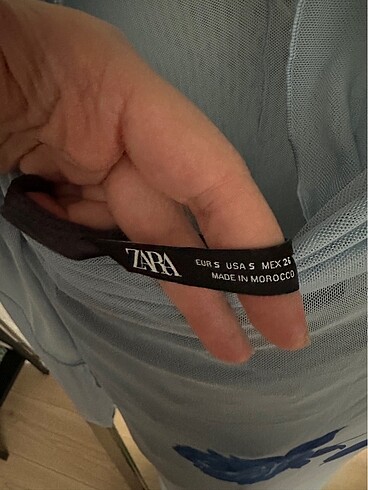 ZARA
EUR S USA S MEX 26
MADE IN MOROCCO